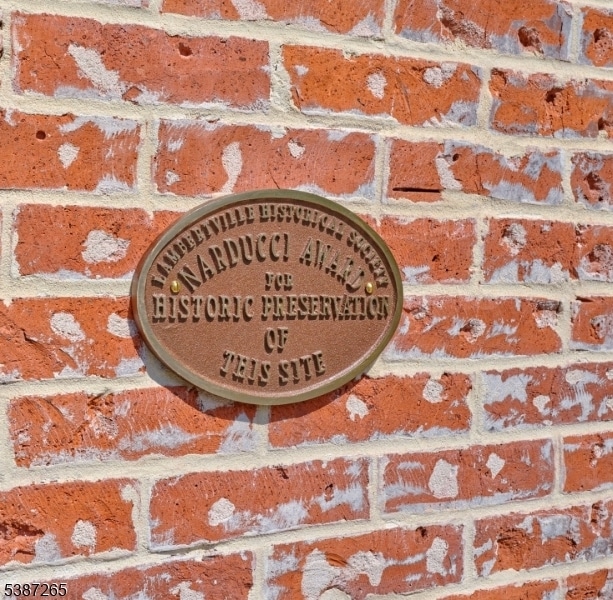 LAMBERTVILLE HISTORICAL SOCIETY
NARDUCCI AWARD
FOR
HISTORIC PRESERVATION
OF
THIS SITE
5387265